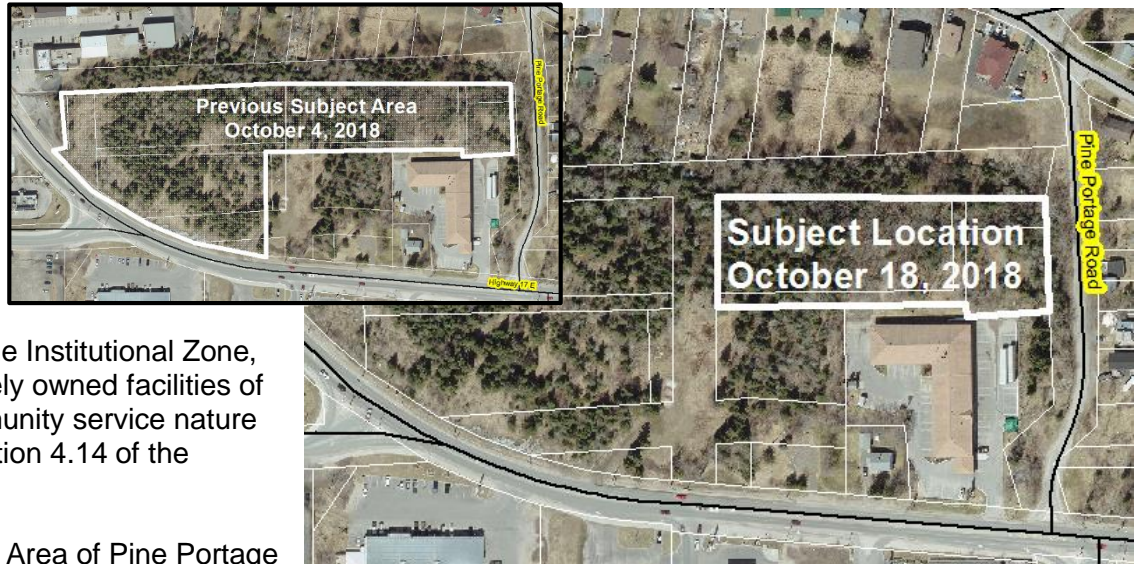 Previous Subject Area
October 4, 2018
Pine Portage Road
Highway 17 E
Subject Location
October 18, 2018
Pine Portage Road
e Institutional Zone,
ely owned facilities of
unity service nature
tion 4.14 of the
Area of Pine Portage